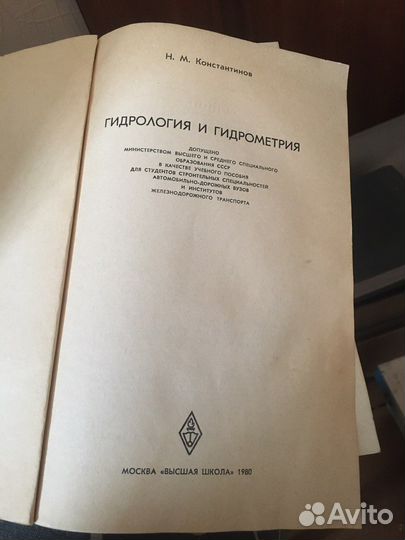 Н. М. Константинов
ГИДРОЛОГИЯ И ГИДРОМЕТРИЯ
ДОПУЩЕНО
МИНИСТЕРСТВОМ ВЫСШЕГО И СРЕДНЕГО СПЕЦИАЛЬНОГО
ОБРАЗОВАНИЯ СССР
В КАЧЕСТВЕ УЧЕБНОГО ПОСОБИЯ
ДЛЯ СТУДЕНТОВ СТРОИТЕЛЬНЫХ СПЕЦИАЛЬНОСТЕЙ
АВТОМОБИЛЬНО-ДОРОЖНЫХ ВУЗОВ
И ИНСТИТУТОВ
ЖЕЛЕЗНОДОРОЖНОГО ТРАНСПОРТА
МОСКВА «ВЫСШАЯ ШКОЛА» 1980
Avito